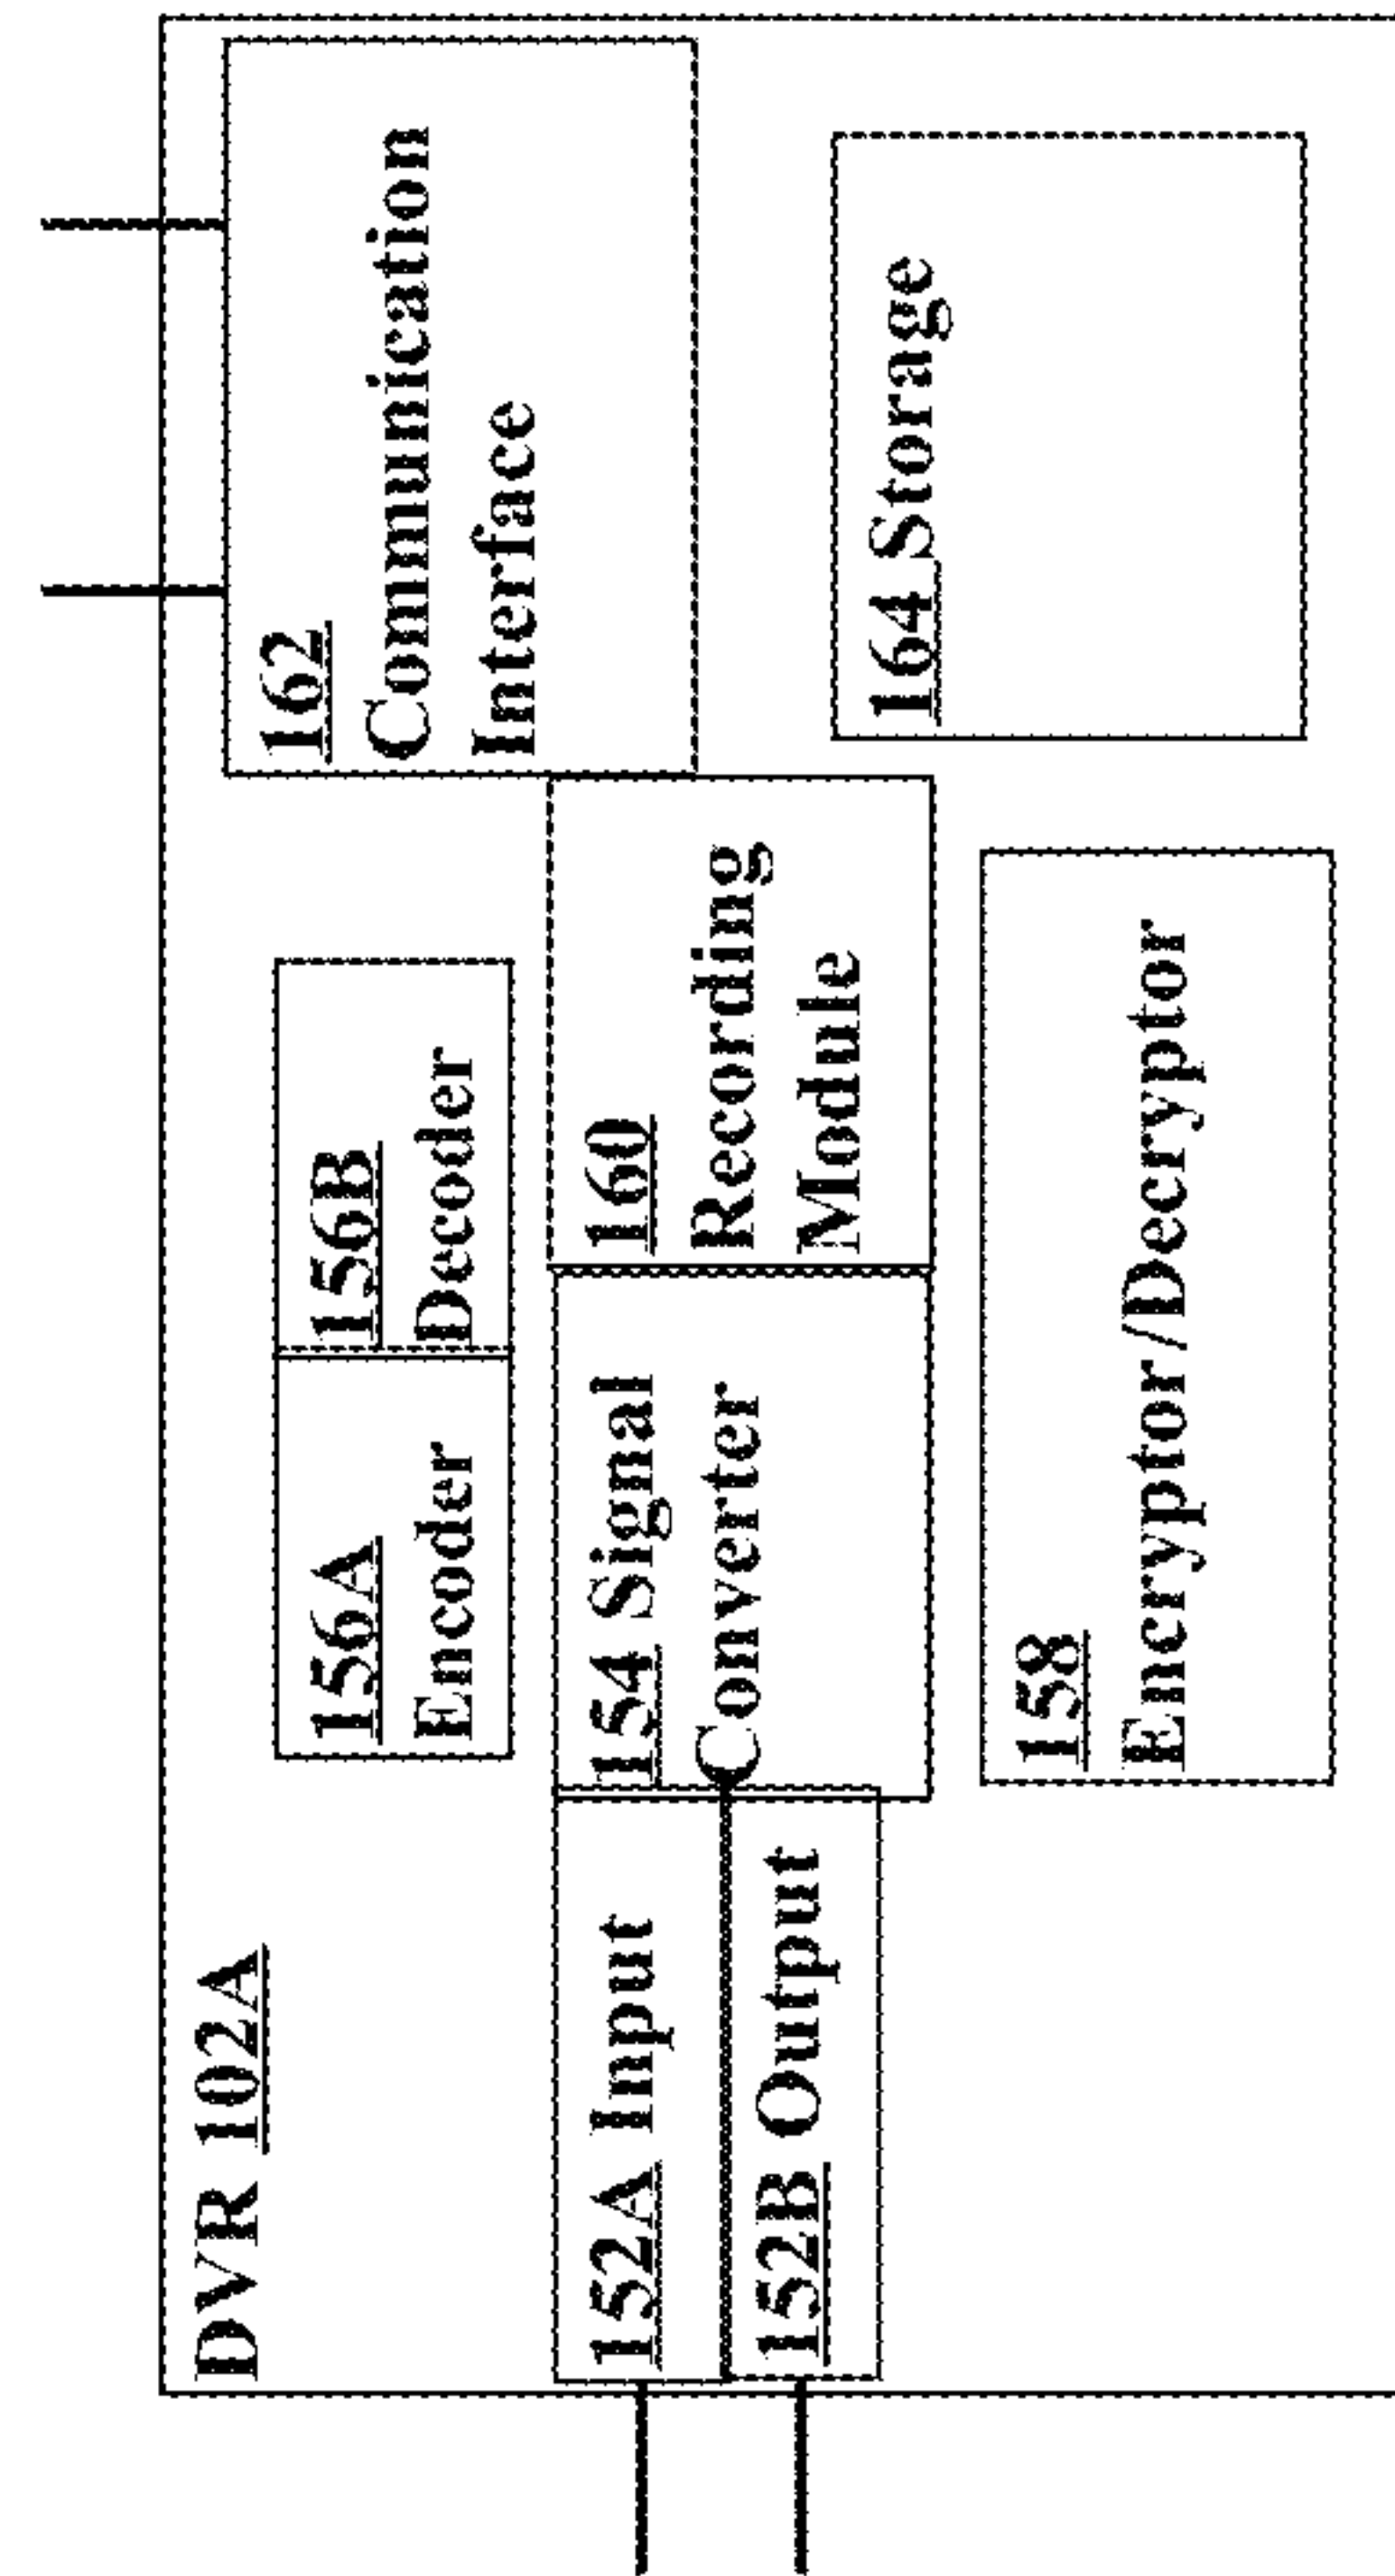 DVR 102A
156A
Encoder
156B
Decoder
162
Communication
Interface
152A Input
152B Output
154 Signal
Converter
160
Recording
Module
164 Storage
158
Encryptor/Decryptor